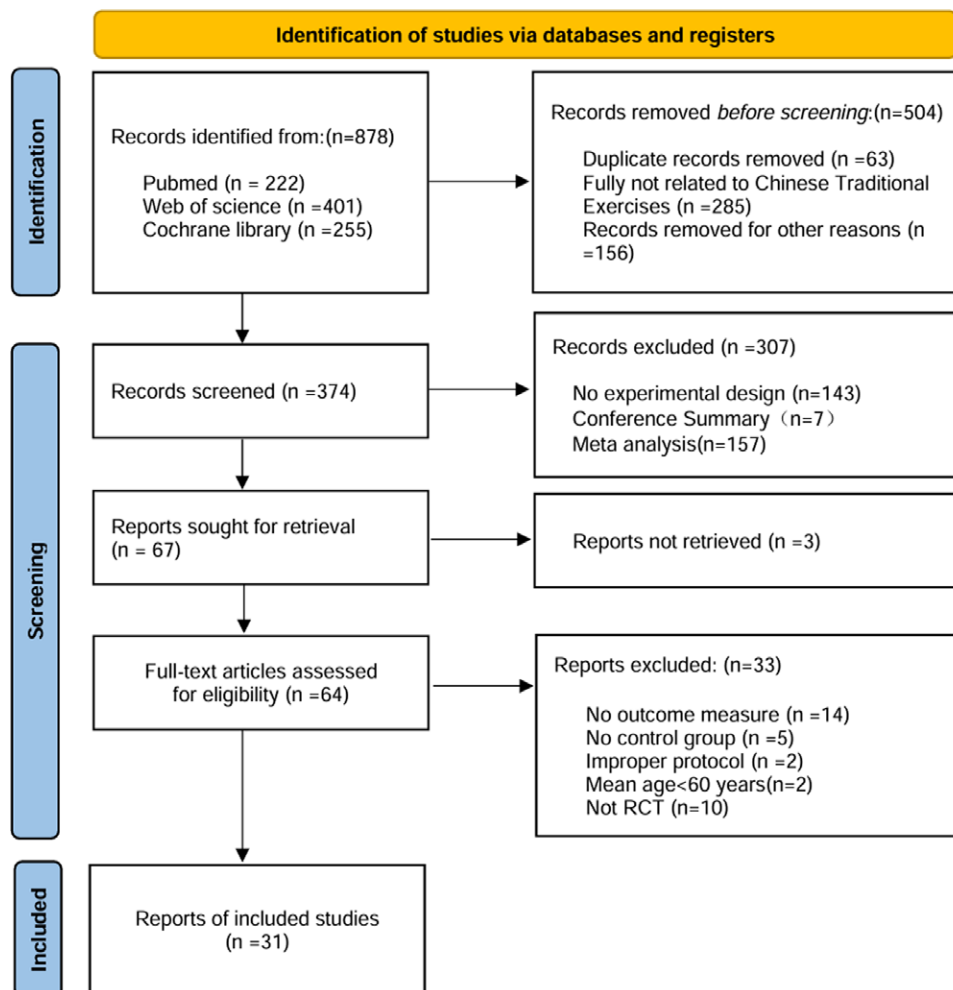 Identification of studies via databases and registers
Identification
Records identified from:(n=878)
Pubmed (n = 222)
Web of science (n =401)
Cochrane library (n =255)
Records removed before screening:(n=504)
Duplicate records removed (n =63)
Fully not related to Chinese Traditional
Exercises (n =285)
Records removed for other reasons (n
=156)
Screening
Records screened (n =374)
Records excluded (n =307)
No experimental design (n=143)
Conference Summary（n=7）
Meta analysis(n=157)
Reports sought for retrieval
(n = 67)
Reports not retrieved (n =3)
Full-text articles assessed
for eligibility (n =64)
Reports excluded: (n=33)
No outcome measure (n =14)
No control group (n =5)
Improper protocol (n =2)
Mean age<60 years(n=2)
Not RCT (n=10)
Included
Reports of included studies
(n =31)